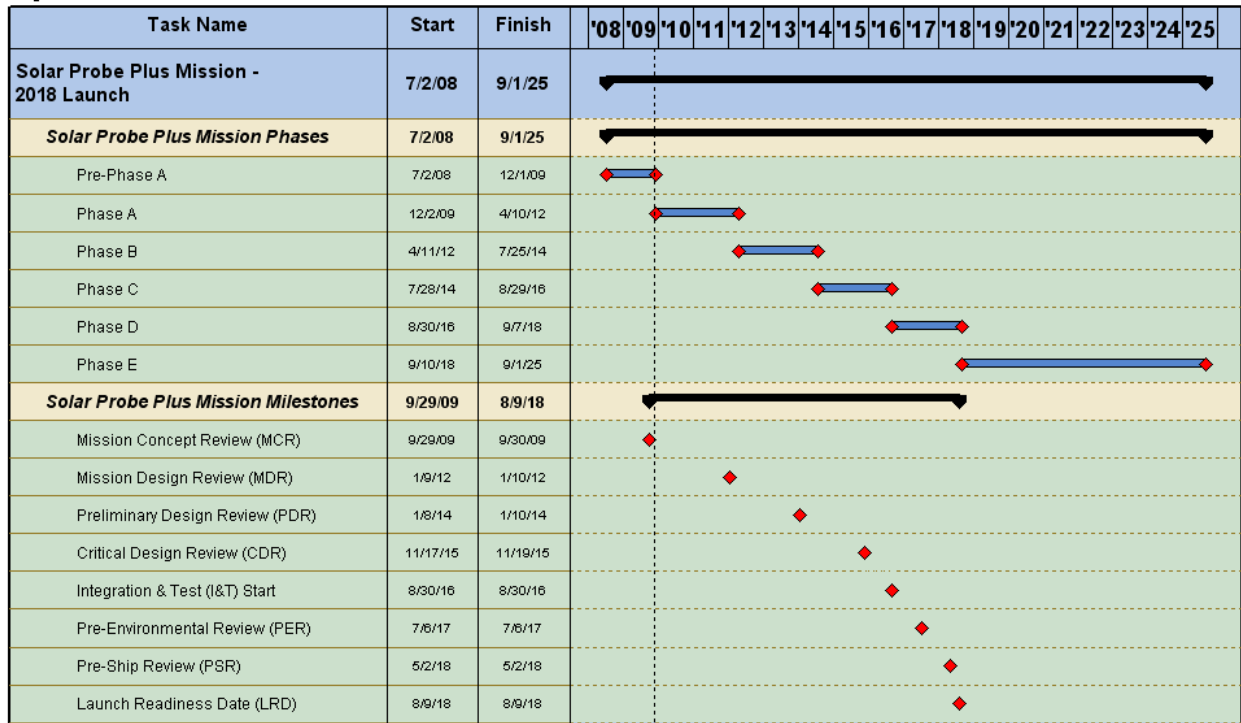 Task Name Start Finish '08 '09 '10 '11 '12 '13 '14 '15 '16 '17 '18 '19 '20 '21 '22 '23 '24 '25
Solar Probe Plus Mission -
2018 Launch 7/2/08 9/1/25
Solar Probe Plus Mission Phases 7/2/08 9/1/25
Pre-Phase A 7/2/08 12/1/09
Phase A 12/2/09 4/10/12
Phase B 4/11/12 7/25/14
Phase C 7/28/14 8/29/16
Phase D 8/30/16 9/7/18
Phase E 9/10/18 9/1/25
Solar Probe Plus Mission Milestones 9/29/09 8/9/18
Mission Concept Review (MCR) 9/29/09 9/30/09
Mission Design Review (MDR) 1/9/12 1/10/12
Preliminary Design Review (PDR) 1/8/14 1/10/14
Critical Design Review (CDR) 11/17/15 11/19/15
Integration & Test (I&T) Start 8/30/16 8/30/16
Pre-Environmental Review (PER) 7/6/17 7/6/17
Pre-Ship Review (PSR) 5/2/18 5/2/18
Launch Readiness Date (LRD) 8/9/18 8/9/18